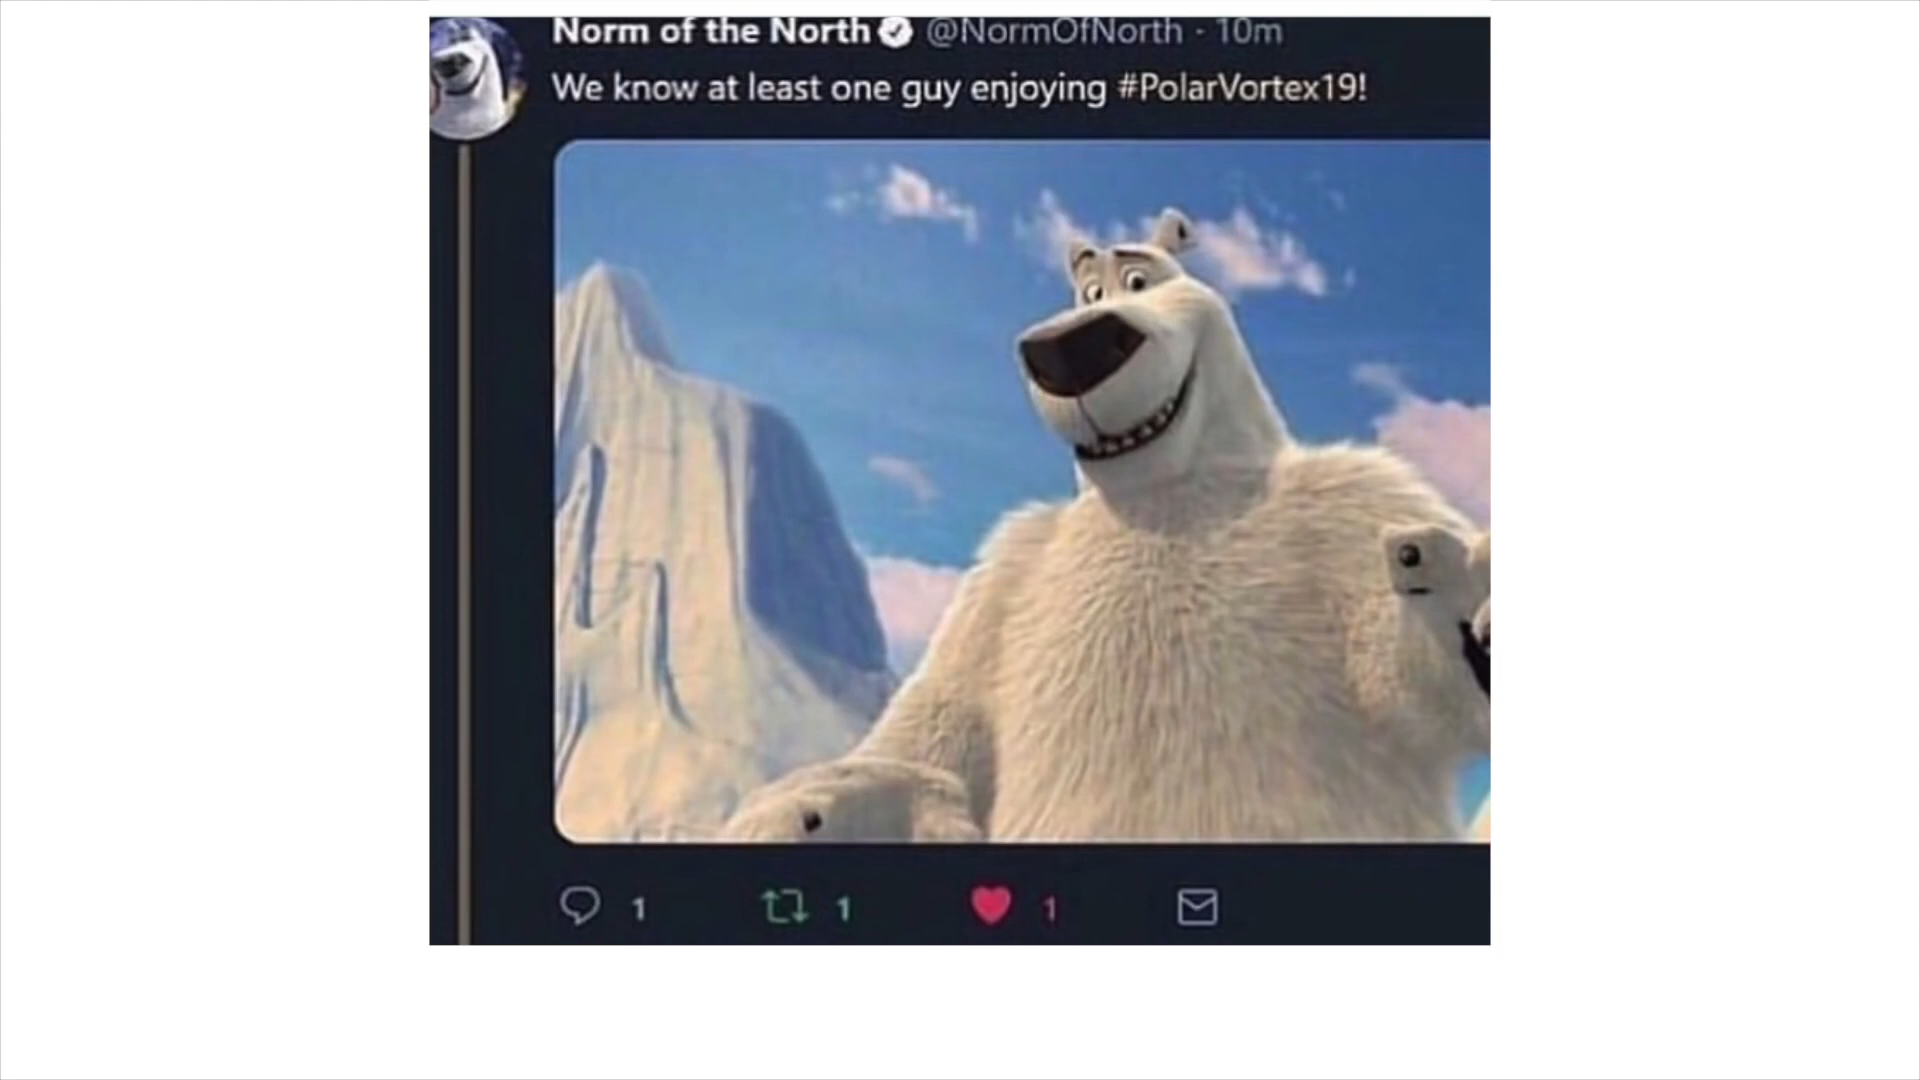 Norm of the North @NormOfNorth · 10m
We know at least one guy enjoying #PolarVortex19!
1 1 1